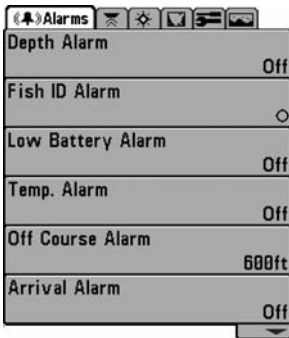 Alarms
Depth Alarm
Off
Fish ID Alarm
Low Battery Alarm
Off
Temp. Alarm
Off
Off Course Alarm
600ft
Arrival Alarm
Off